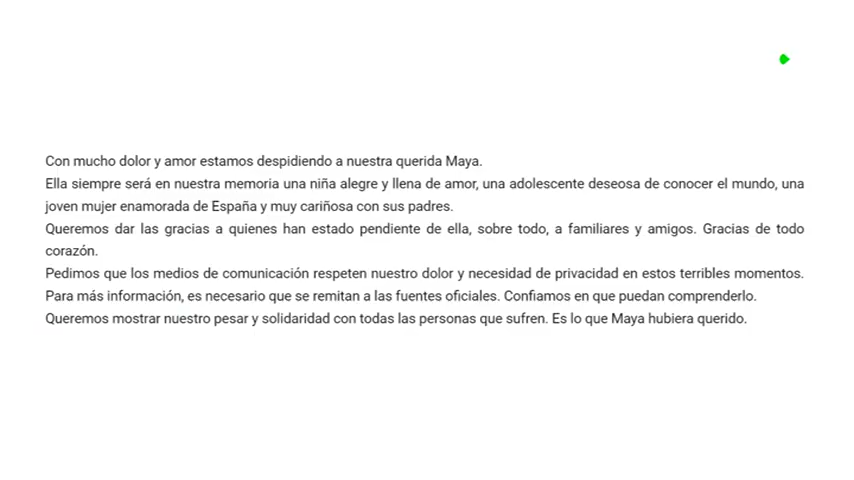 Con mucho dolor y amor estamos despidiendo a nuestra querida Maya.
Ella siempre será en nuestra memoria una niña alegre y llena de amor, una adolescente deseosa de conocer el mundo, una
joven mujer enamorada de España y muy cariñosa con sus padres.
Queremos dar las gracias a quienes han estado pendiente de ella, sobre todo, a familiares y amigos. Gracias de todo
corazón.
Pedimos que los medios de comunicación respeten nuestro dolor y necesidad de privacidad en estos terribles momentos.
Para más información, es necesario que se remitan a las fuentes oficiales. Confiamos en que puedan comprenderlo.
Queremos mostrar nuestro pesar y solidaridad con todas las personas que sufren. Es lo que Maya hubiera querido.